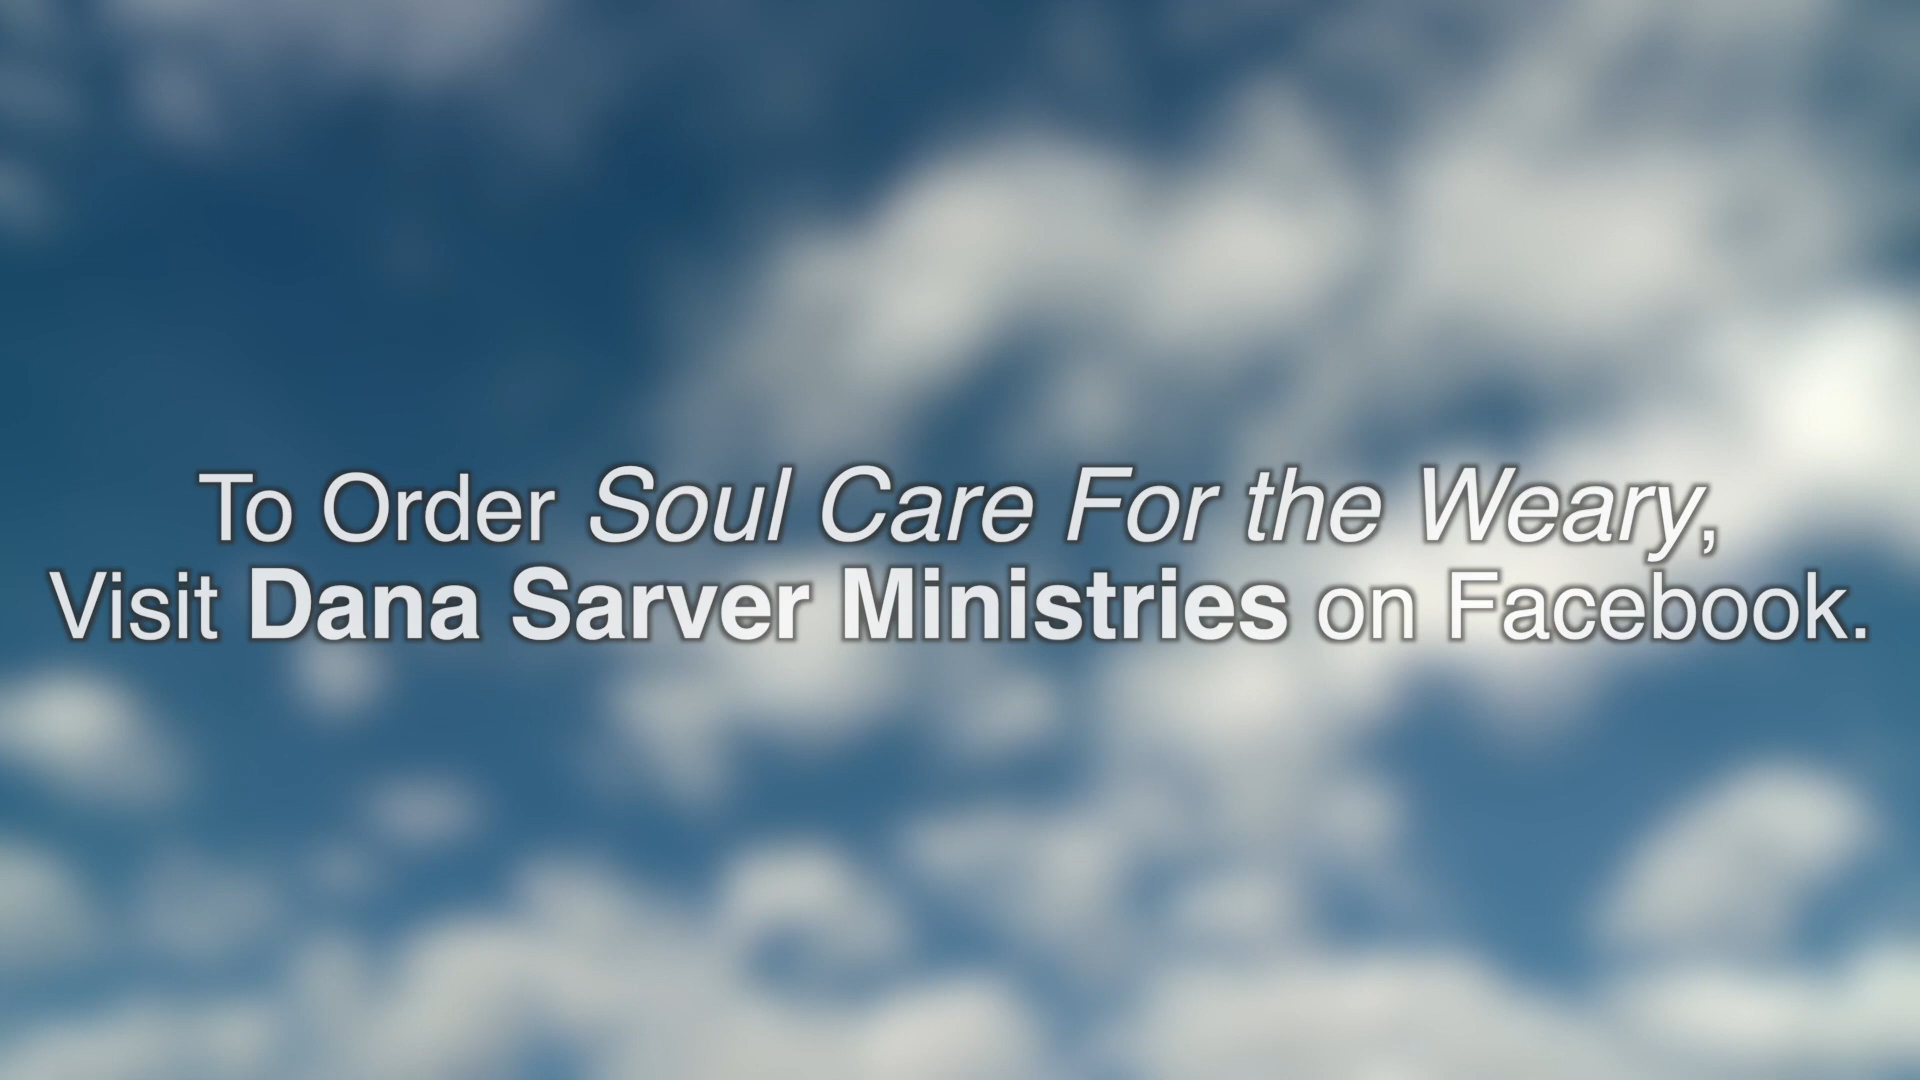 To Order Soul Care For the Weary,
Visit Dana Sarver Ministries on Facebook.